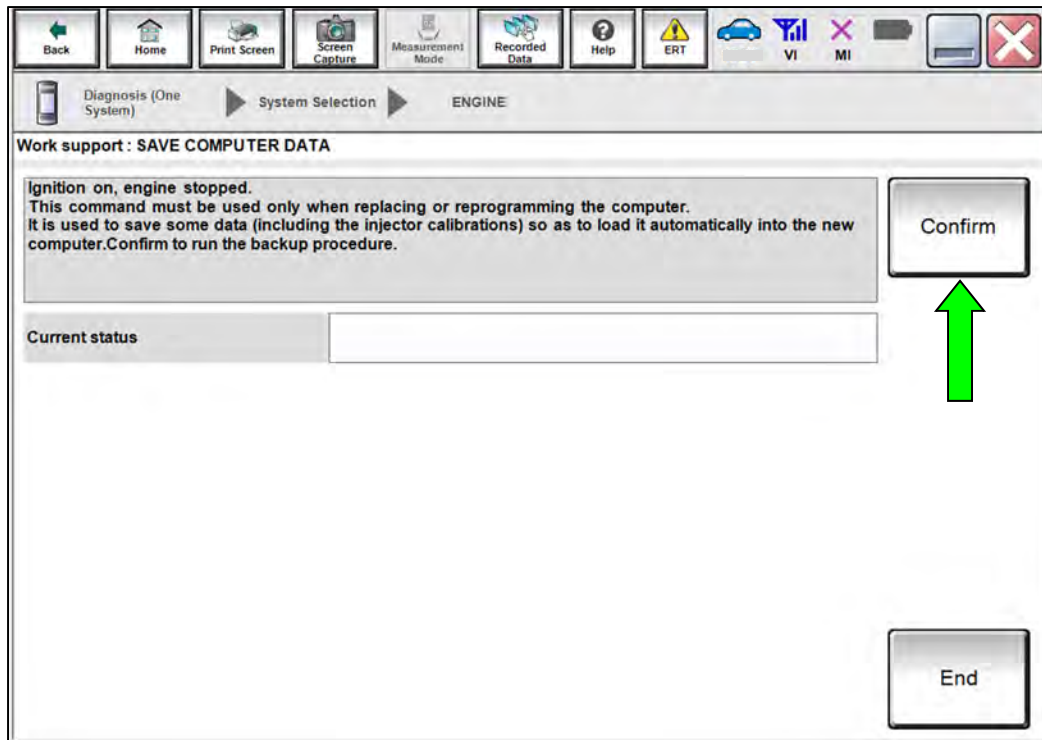 Back
Home
Print Screen
Screen
Capture
Measurement
Mode
Recorded
Data
Help
ERT
VI
MI
Diagnosis (One
System)
System Selection
ENGINE
Work support : SAVE COMPUTER DATA
Ignition on, engine stopped.
This command must be used only when replacing or reprogramming the computer.
It is used to save some data (including the injector calibrations) so as to load it automatically into the new
computer.Confirm to run the backup procedure.
Confirm
Current status
End